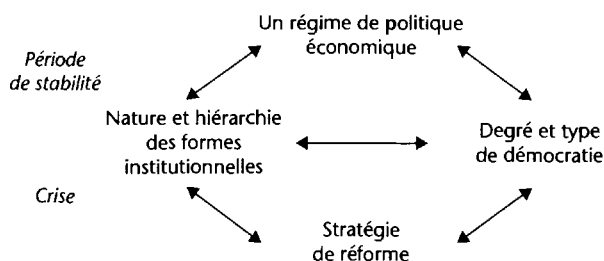 Un régime de politique
économique
Période
de stabilité
Nature et hiérarchie
des formes
institutionnelles
Degré et type
de démocratie
Crise
Stratégie
de réforme